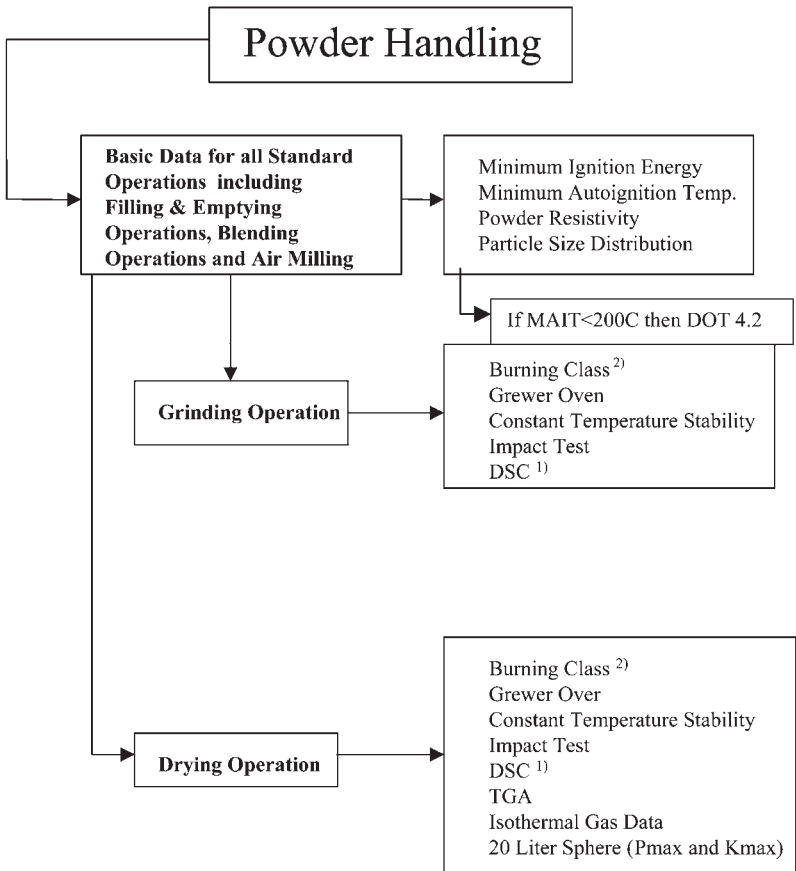 Powder Handling
Basic Data for all Standard
Operations including
Filling & Emptying
Operations, Blending
Operations and Air Milling
Minimum Ignition Energy
Minimum Autoignition Temp.
Powder Resistivity
Particle Size Distribution
If MAIT<200C then DOT 4.2
Grinding Operation
Burning Class 2)
Grewer Oven
Constant Temperature Stability
Impact Test
DSC 1)
Drying Operation
Burning Class 2)
Grewer Over
Constant Temperature Stability
Impact Test
DSC 1)
TGA
Isothermal Gas Data
20 Liter Sphere (Pmax and Kmax)